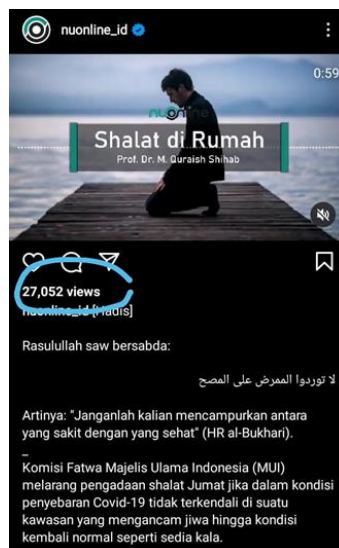 nuonline_id
0:59
nuonline
Shalat di Rumah
Prof. Dr. M. Quraish Shihab
27,052 views
nuonline_id [Hadis]
Rasulullah saw bersabda:
لا توردوا الممرض على المصح
Artinya: "Janganlah kalian mencampurkan antara
yang sakit dengan yang sehat" (HR al-Bukhari).
_
Komisi Fatwa Majelis Ulama Indonesia (MUI)
melarang pengadaan shalat Jumat jika dalam kondisi
penyebaran Covid-19 tidak terkendali di suatu
kawasan yang mengancam jiwa hingga kondisi
kembali normal seperti sedia kala.